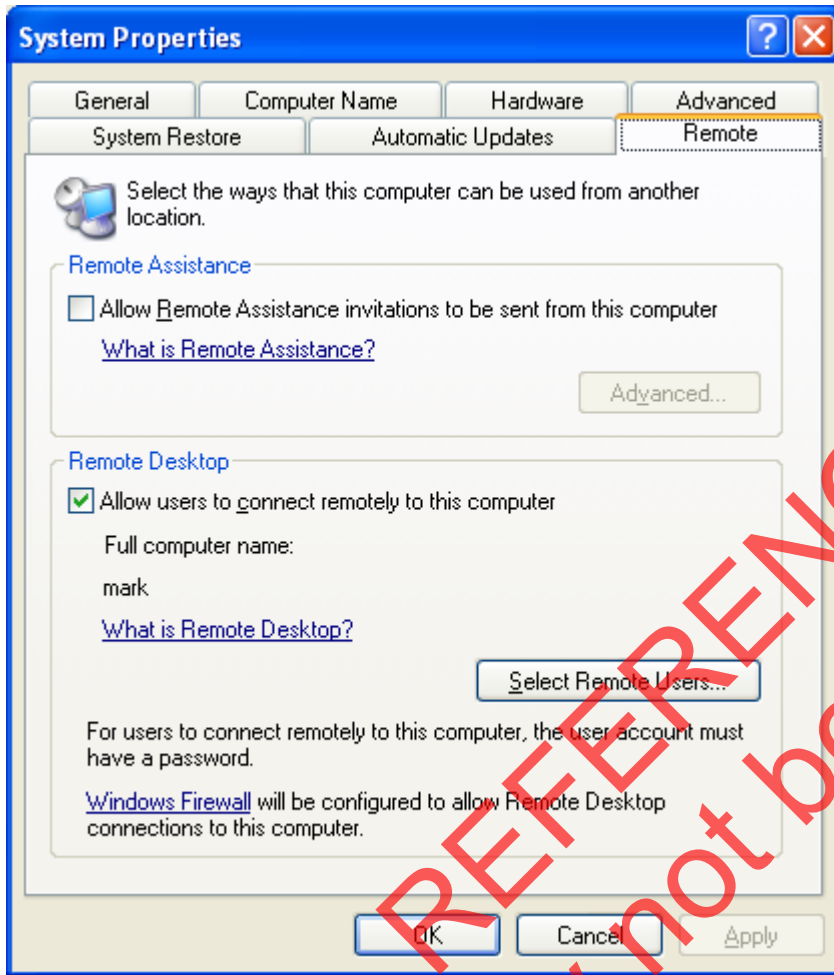 System Properties
General Computer Name Hardware Advanced
System Restore Automatic Updates Remote
Select the ways that this computer can be used from another
location.
Remote Assistance
Allow Remote Assistance invitations to be sent from this computer
What is Remote Assistance?
Advanced...
Remote Desktop
Allow users to connect remotely to this computer
Full computer name:
mark
What is Remote Desktop?
Select Remote Users...
For users to connect remotely to this computer, the user account must
have a password.
Windows Firewall will be configured to allow Remote Desktop
connections to this computer.
OK Cancel Apply
not